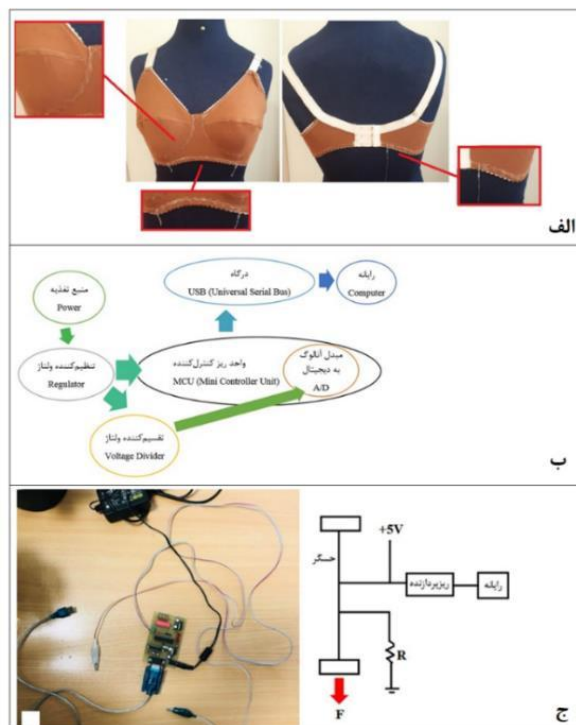 الف
درگاه
USB (Universal Serial Bus)
رایانه
Computer
منبع تغذیه
Power
تنظیم‌کننده ولتاژ
Regulator
واحد ریز کنترل‌کننده
MCU (Mini Controller Unit)
مبدل آنالوگ
به دیجیتال
A/D
تقسیم‌کننده ولتاژ
Voltage Divider
ب
+5V
حسگر
ریزپردازنده
رایانه
R
F
ج